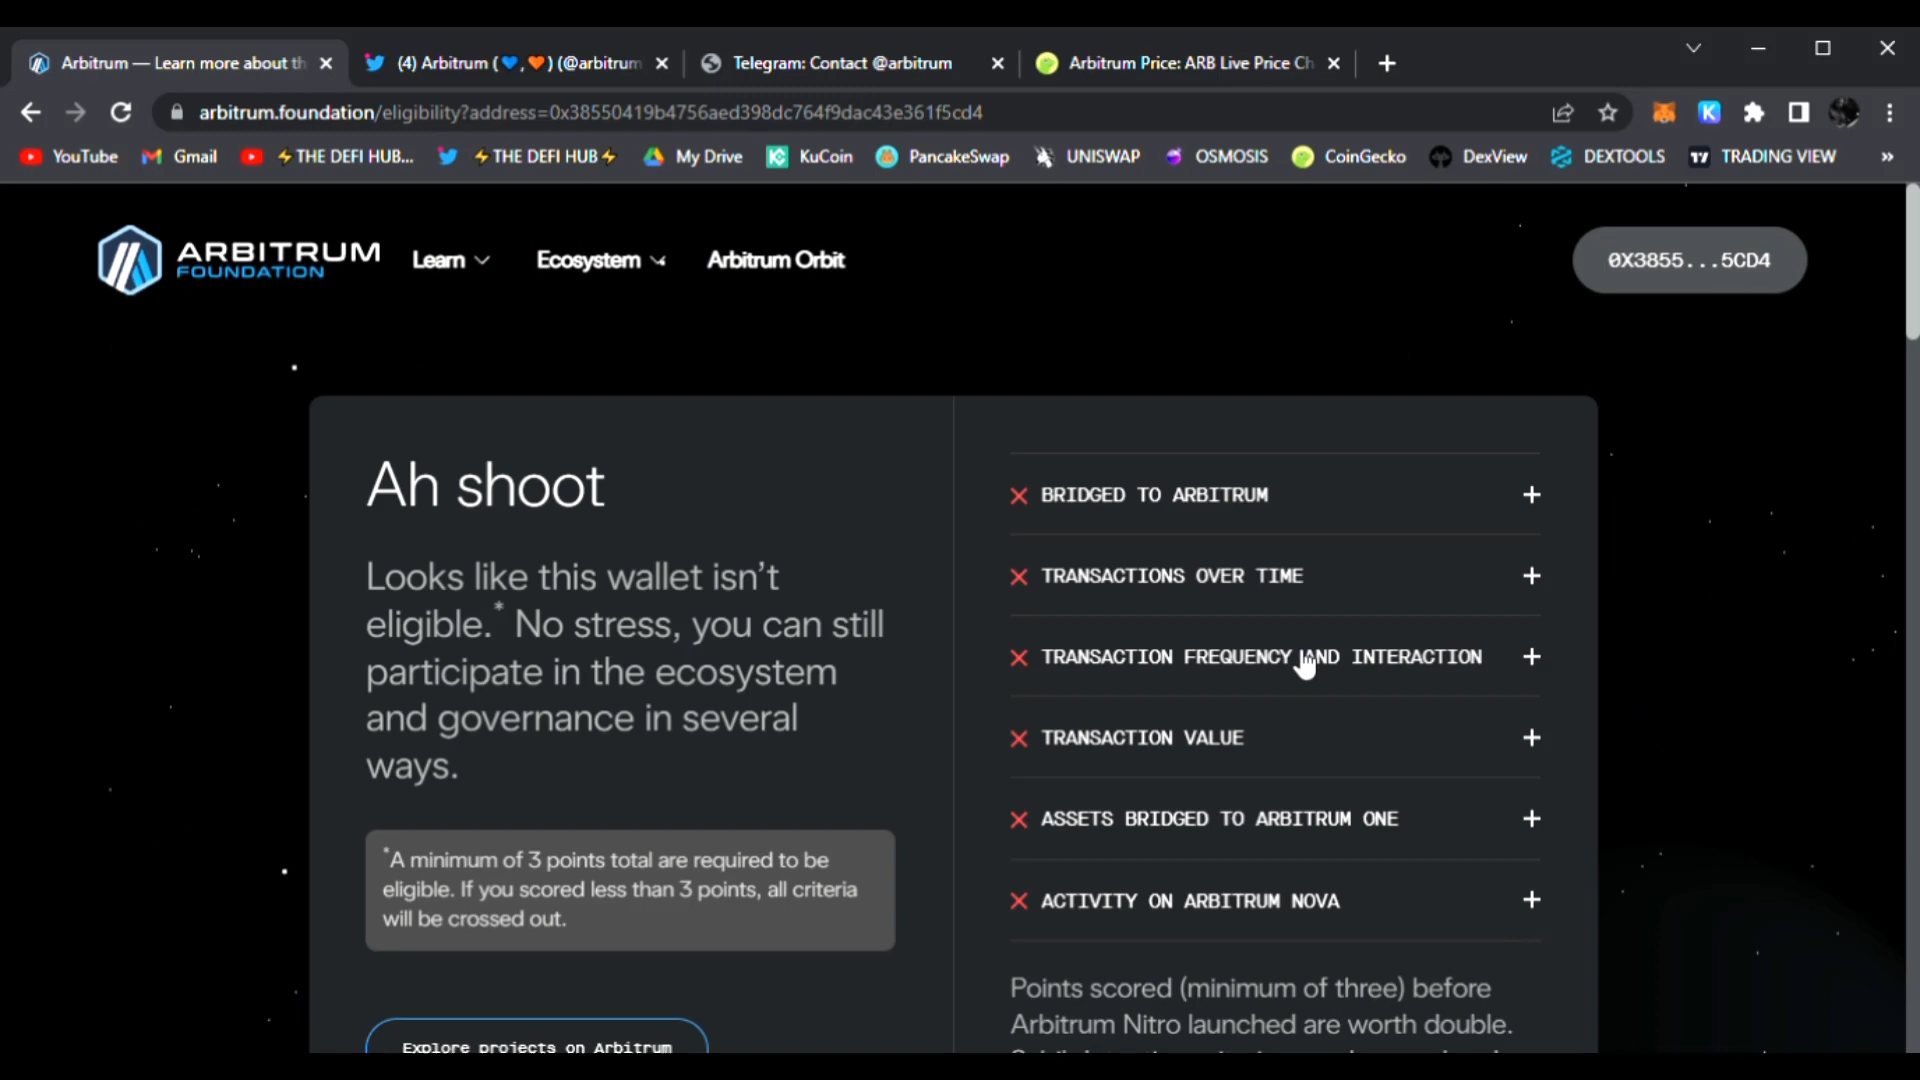 Arbitrum — Learn more about th
(4) Arbitrum (💙,🧡) (@arbitrum
Telegram: Contact @arbitrum
Arbitrum Price: ARB Live Price Ch
arbitrum.foundation/eligibility?address=0x38550419b4756aed398dc764f9dac43e361f5cd4
YouTube
Gmail
⚡THE DEFI HUB...
⚡THE DEFI HUB⚡
My Drive
KuCoin
PancakeSwap
UNISWAP
OSMOSIS
CoinGecko
DexView
DEXTOOLS
TRADING VIEW
»
ARBITRUM
FOUNDATION
Learn
Ecosystem
Arbitrum Orbit
0X3855...5CD4
Ah shoot
Looks like this wallet isn't
eligible.* No stress, you can still
participate in the ecosystem
and governance in several
ways.
*A minimum of 3 points total are required to be
eligible. If you scored less than 3 points, all criteria
will be crossed out.
Explore projects on Arbitrum
BRIDGED TO ARBITRUM
TRANSACTIONS OVER TIME
TRANSACTION FREQUENCY AND INTERACTION
TRANSACTION VALUE
ASSETS BRIDGED TO ARBITRUM ONE
ACTIVITY ON ARBITRUM NOVA
Points scored (minimum of three) before
Arbitrum Nitro launched are worth double.